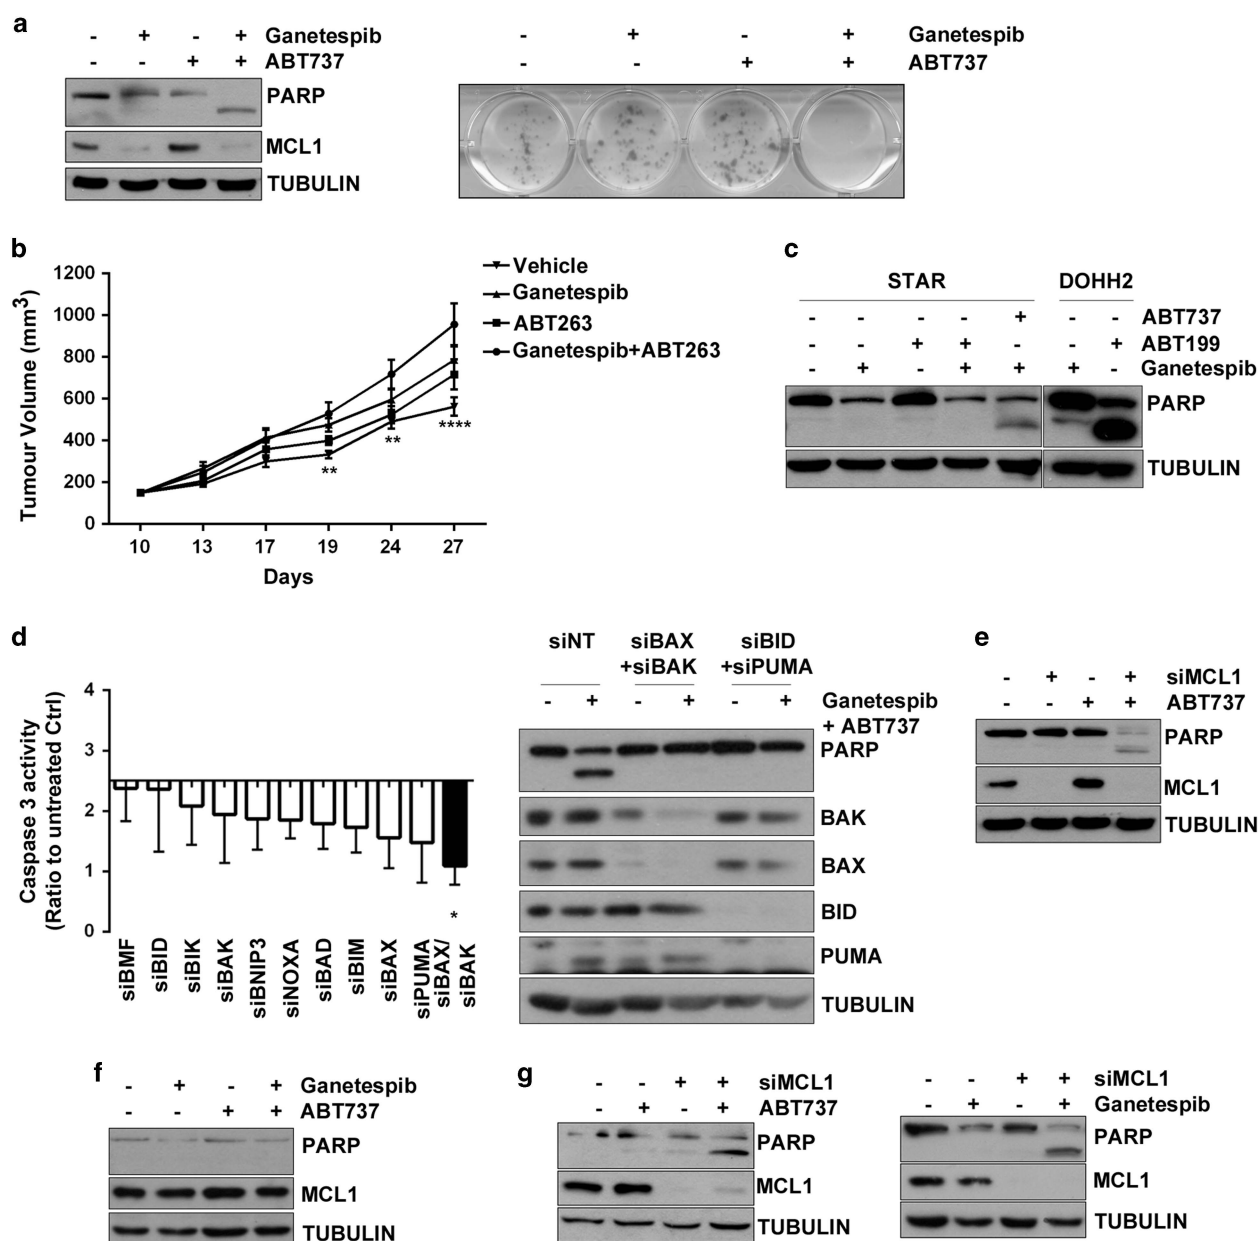 a
- + - + Ganetespib
- - + + ABT737
PARP
MCL1
TUBULIN
- + - + Ganetespib
- - + + ABT737
b
Tumour Volume (mm3)
1200
1000
800
600
400
200
0
10 13 17 19 24 27
Days
** ** ****
Vehicle
Ganetespib
ABT263
Ganetespib+ABT263
c
STAR DOHH2
- - - - + - - ABT737
- - + + - - + ABT199
- + - + + + - Ganetespib
PARP
TUBULIN
d
Caspase 3 activity
(Ratio to untreated Ctrl)
4
3
2
1
0
*
siBMF
siBID
siBIK
siBAK
siBNIP3
siNOXA
siBAD
siBIM
siBAX
siPUMA
siBAX/
siBAK
siNT siBAX siBID
+siBAK +siPUMA
- + - + - + Ganetespib
+ ABT737
PARP
BAK
BAX
BID
PUMA
TUBULIN
e
- + - + siMCL1
- - + + ABT737
PARP
MCL1
TUBULIN
f
- + - + Ganetespib
- - + + ABT737
PARP
MCL1
TUBULIN
g
- - + + siMCL1
- + - + ABT737
PARP
MCL1
TUBULIN
- - + + siMCL1
- + - + Ganetespib
PARP
MCL1
TUBULIN